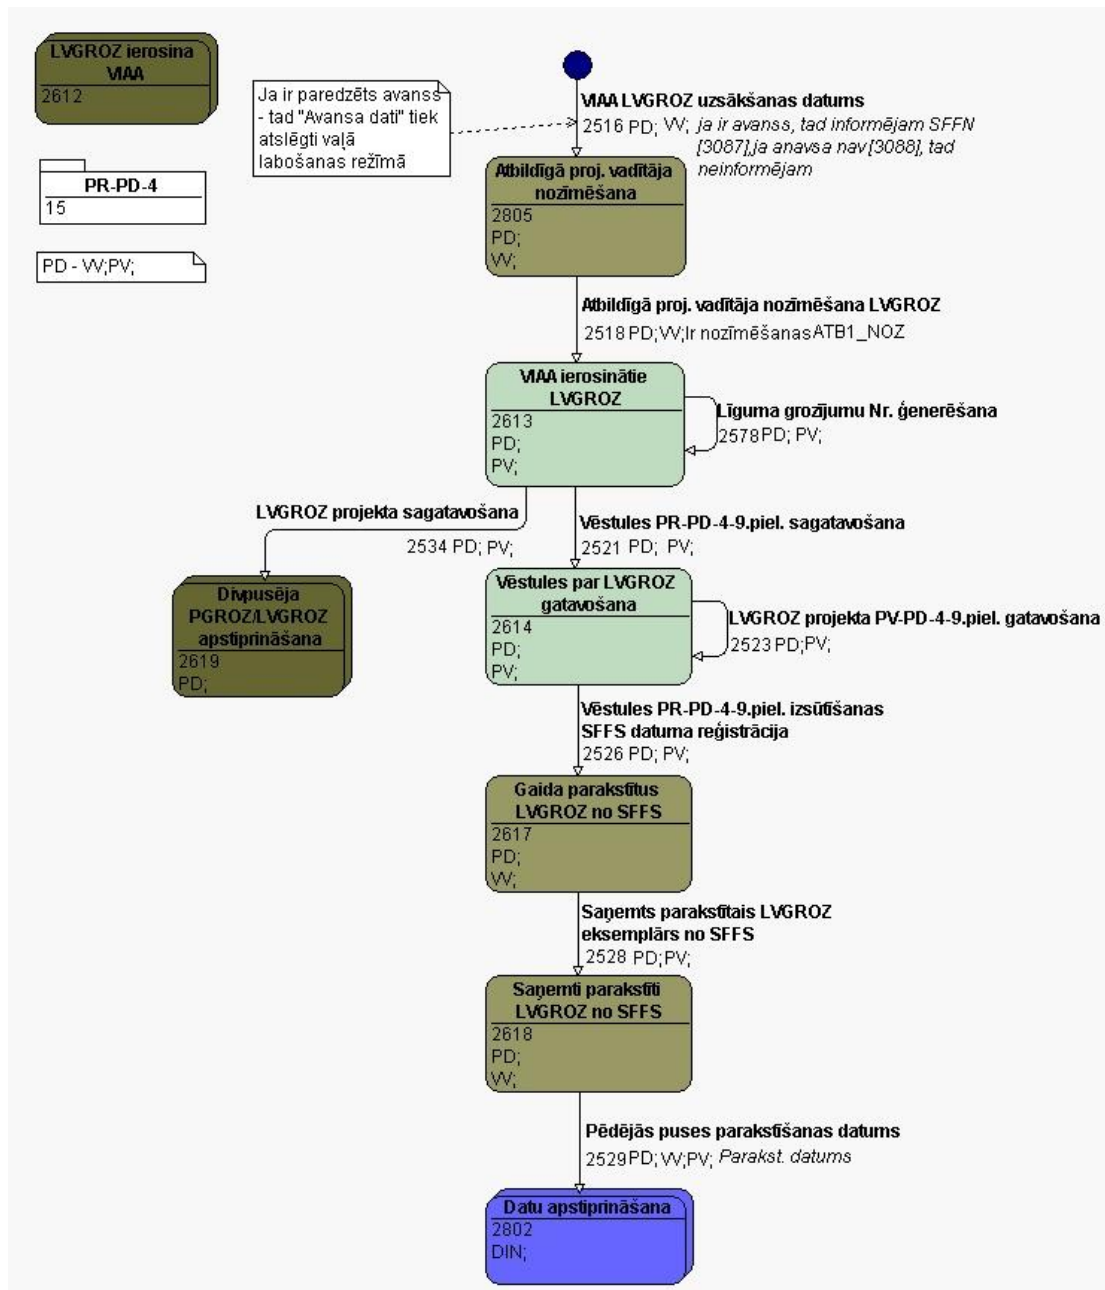 LVGROZ ierosina
VIAA
2612
PR-PD-4
15
PD - VV;PV;
Ja ir paredzēts avanss
- tad "Avansa dati" tiek
atslēgti vaļā
labošanas režīmā
VIAA LVGROZ uzsākšanas datums
2516 PD; VV; ja ir avanss, tad informējam SFFN
[3087],ja anavsa nav [3088], tad
neinformējam
Atbildīgā proj. vadītāja
nozīmēšana
2805
PD;
VV;
Atbildīgā proj. vadītāja nozīmēšana LVGROZ
2518 PD;VV;Ir nozīmēšanas ATB1_NOZ
VIAA ierosinātie
LVGROZ
2613
PD;
PV;
Līguma grozījumu Nr. ģenerēšana
2578 PD; PV;
LVGROZ projekta sagatavošana
2534 PD; PV;
Vēstules PR-PD-4-9.piel. sagatavošana
2521 PD; PV;
Divpusēja
PGROZ/LVGROZ
apstiprināšana
2619
PD;
Vēstules par LVGROZ
gatavošana
2614
PD;
PV;
LVGROZ projekta PV-PD-4-9.piel. gatavošana
2523 PD;PV;
Vēstules PR-PD-4-9.piel. izsūtīšanas
SFFS datuma reģistrācija
2526 PD; PV;
Gaida parakstītus
LVGROZ no SFFS
2617
PD;
VV;
Saņemts parakstītais LVGROZ
eksemplārs no SFFS
2528 PD;PV;
Saņemti parakstīti
LVGROZ no SFFS
2618
PD;
VV;
Pēdējās puses parakstīšanas datums
2529 PD; VV;PV; Parakst. datums
Datu apstiprināšana
2802
DIN;